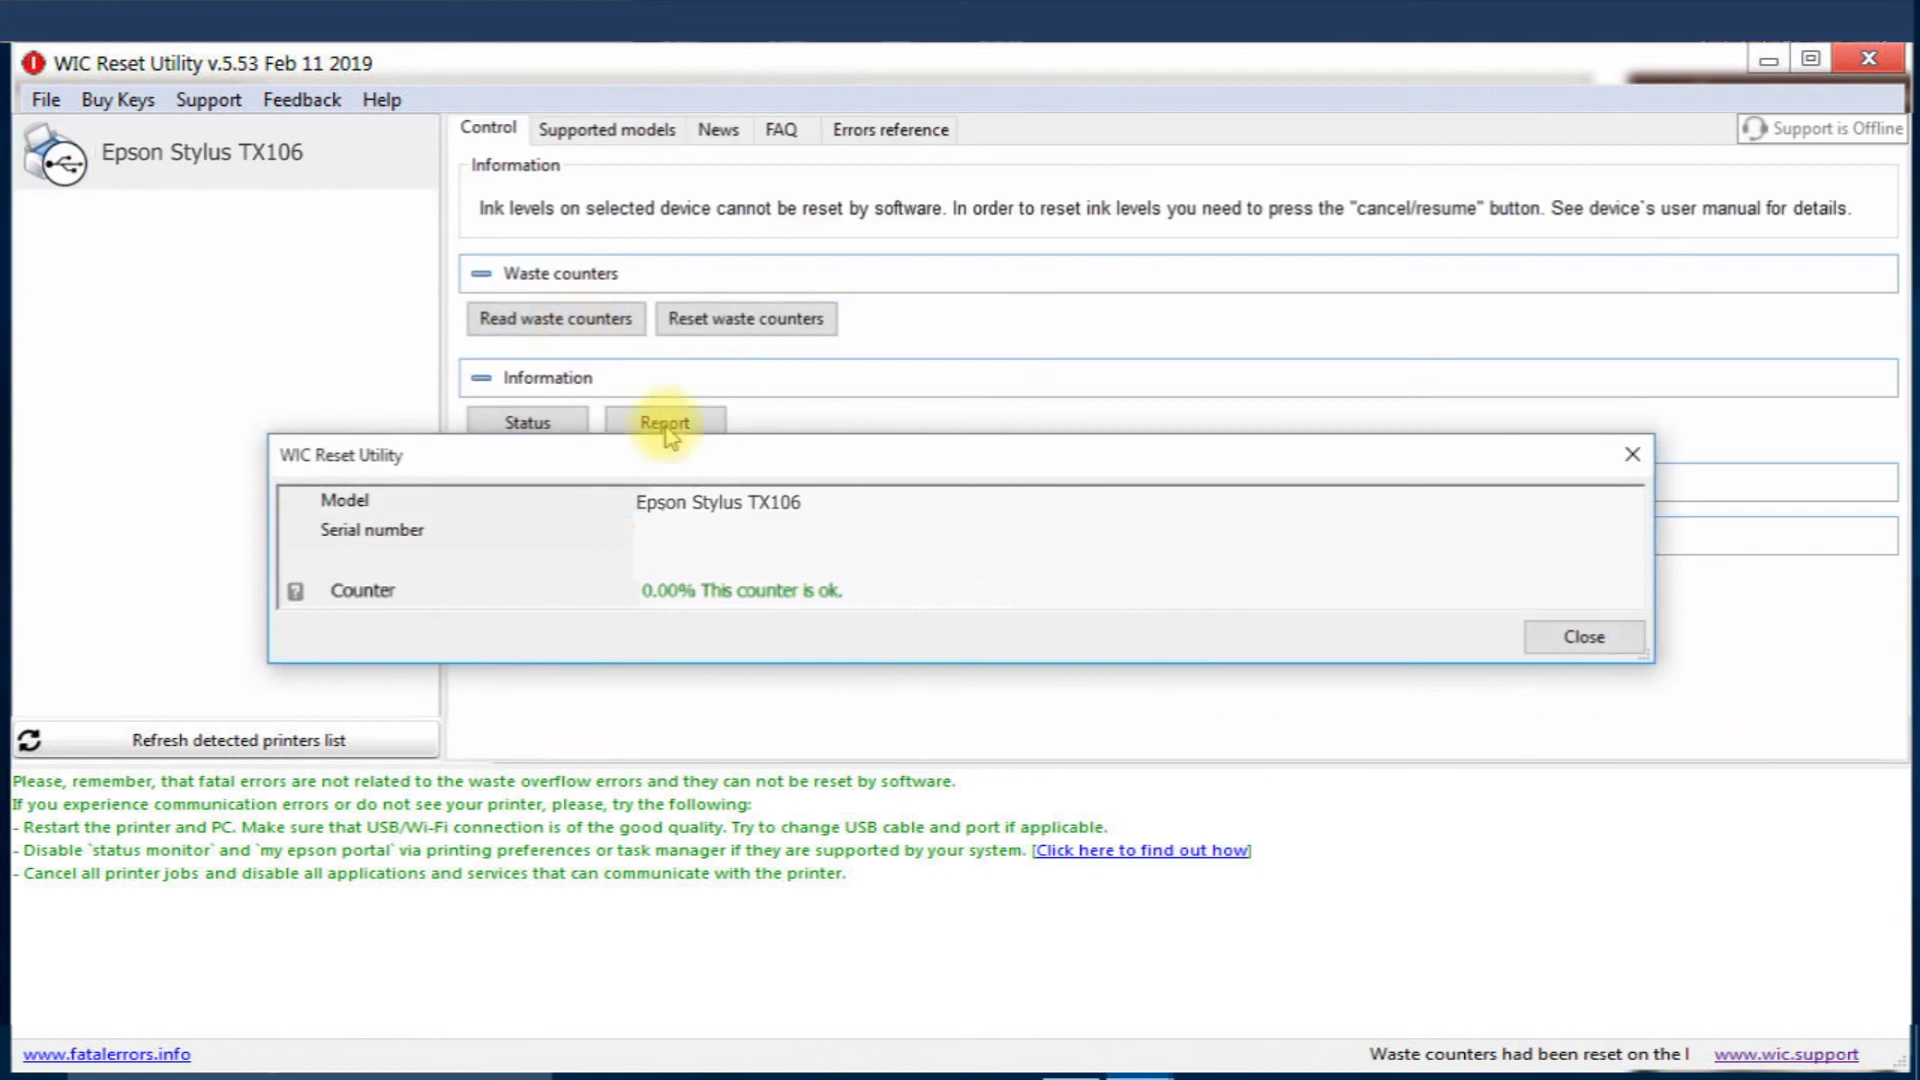 WIC Reset Utility v.5.53 Feb 11 2019
File Buy Keys Support Feedback Help
Epson Stylus TX106
Control Supported models News FAQ Errors reference
Support is Offline
Information
Ink levels on selected device cannot be reset by software. In order to reset ink levels you need to press the "cancel/resume" button. See device`s user manual for details.
Waste counters
Read waste counters Reset waste counters
Information
Status Report
WIC Reset Utility
Model Epson Stylus TX106
Serial number
Counter 0.00% This counter is ok.
Close
Refresh detected printers list
Please, remember, that fatal errors are not related to the waste overflow errors and they can not be reset by software.
If you experience communication errors or do not see your printer, please, try the following:
- Restart the printer and PC. Make sure that USB/Wi-Fi connection is of the good quality. Try to change USB cable and port if applicable.
- Disable `status monitor` and `my epson portal` via printing preferences or task manager if they are supported by your system. [Click here to find out how]
- Cancel all printer jobs and disable all applications and services that can communicate with the printer.
www.fatalerrors.info
Waste counters had been reset on the l www.wic.support